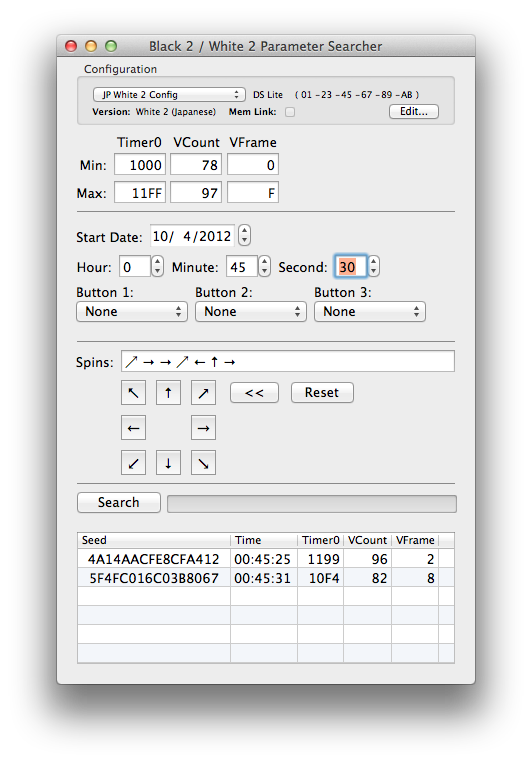 Black 2 / White 2 Parameter Searcher
Configuration
JP White 2 Config DS Lite ( 01 -23 -45 -67 -89 -AB )
Version: White 2 (Japanese) Mem Link: Edit...
Timer0 VCount VFrame
Min: 1000 78 0
Max: 11FF 97 F
Start Date: 10/ 4/2012
Hour: 0 Minute: 45 Second: 30
Button 1: Button 2: Button 3:
None None None
Spins: ↗ → → ↗ ← ↑ →
↖ ↑ ↗ << Reset
← →
↙ ↓ ↘
Search
Seed Time Timer0 VCount VFrame
4A14AACFE8CFA412 00:45:25 1199 96 2
5F4FC016C03B8067 00:45:31 10F4 82 8